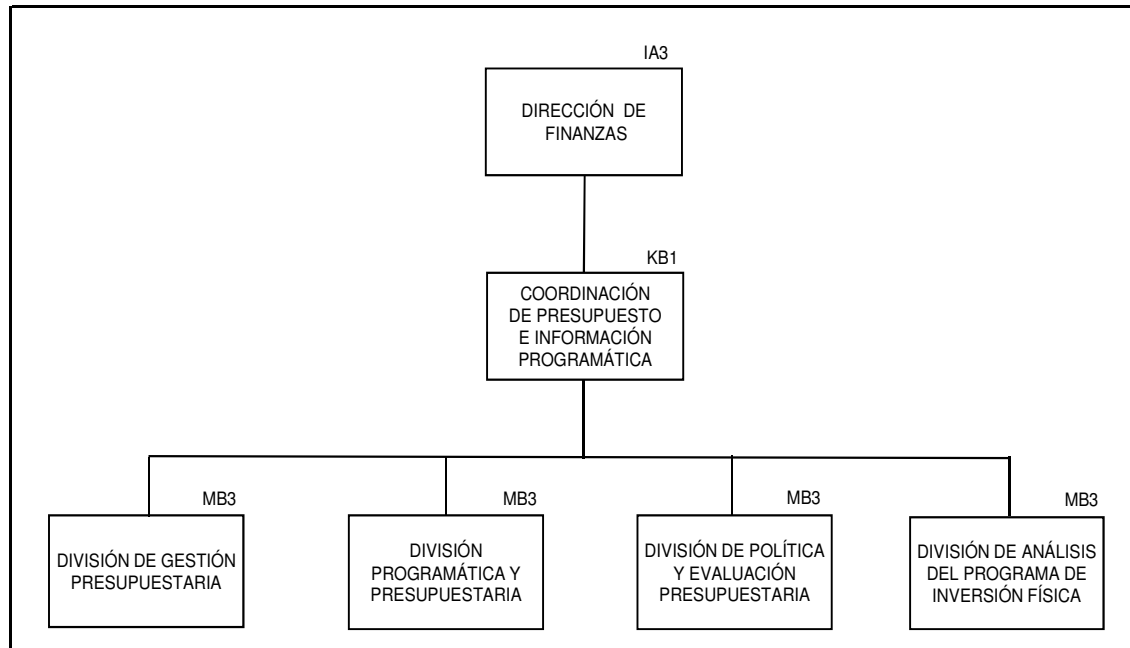 IA3
DIRECCIÓN DE
FINANZAS
KB1
COORDINACIÓN
DE PRESUPUESTO
E INFORMACIÓN
PROGRAMÁTICA
MB3
DIVISIÓN DE GESTIÓN
PRESUPUESTARIA
MB3
DIVISIÓN
PROGRAMÁTICA Y
PRESUPUESTARIA
MB3
DIVISIÓN DE POLÍTICA
Y EVALUACIÓN
PRESUPUESTARIA
MB3
DIVISIÓN DE ANÁLISIS
DEL PROGRAMA DE
INVERSIÓN FÍSICA